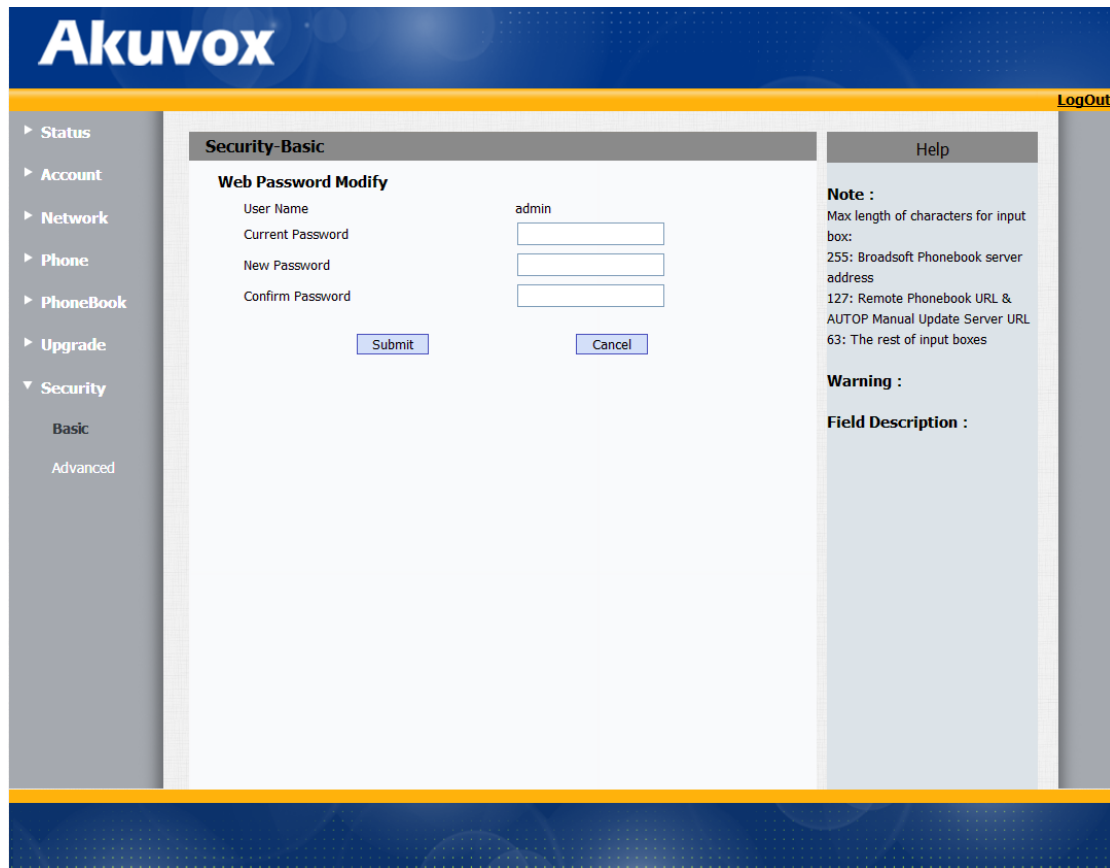 Akuvox
LogOut
Status
Account
Network
Phone
PhoneBook
Upgrade
Security
Basic
Advanced
Security-Basic
Web Password Modify
User Name admin
Current Password
New Password
Confirm Password
Submit Cancel
Help
Note :
Max length of characters for input
box:
255: Broadsoft Phonebook server
address
127: Remote Phonebook URL &
AUTOP Manual Update Server URL
63: The rest of input boxes
Warning :
Field Description :